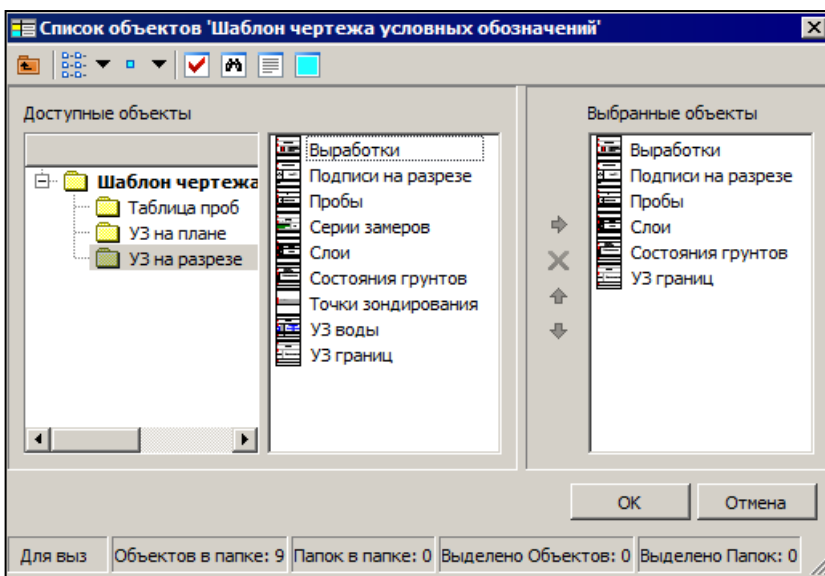 Список объектов 'Шаблон чертежа условных обозначений'
Доступные объекты
Шаблон чертежа
Таблица проб
УЗ на плане
УЗ на разрезе
Выработки
Подписи на разрезе
Пробы
Серии замеров
Слои
Состояния грунтов
Точки зондирования
УЗ воды
УЗ границ
Выбранные объекты
Выработки
Подписи на разрезе
Пробы
Слои
Состояния грунтов
УЗ границ
OK
Отмена
Для выз
Объектов в папке: 9
Папок в папке: 0
Выделено Объектов: 0
Выделено Папок: 0